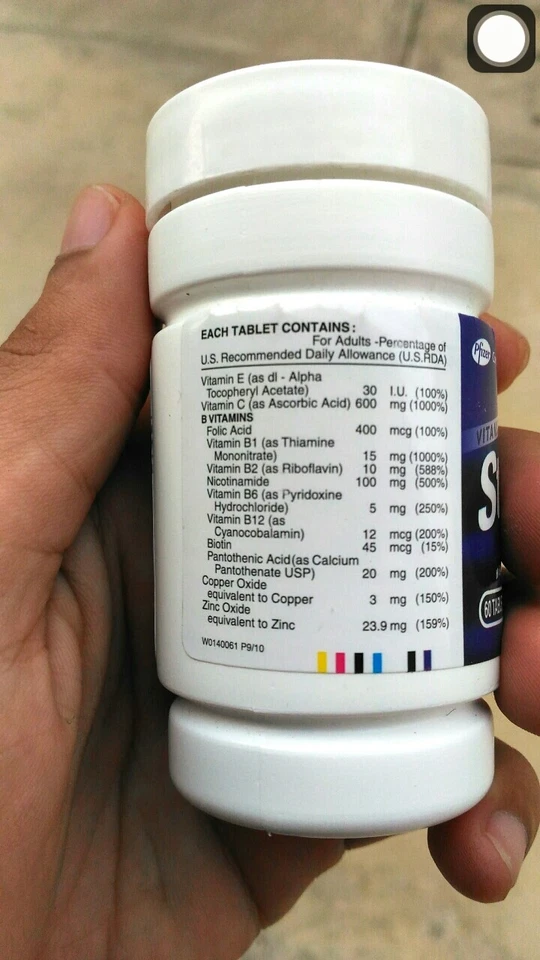 EACH TABLET CONTAINS:
For Adults -Percentage of
U.S. Recommended Daily Allowance (U.S.RDA)
Vitamin E (as dl - Alpha
Tocopheryl Acetate) 30 I.U. (100%)
Vitamin C (as Ascorbic Acid) 600 mg (1000%)
B VITAMINS
Folic Acid 400 mcg (100%)
Vitamin B1 (as Thiamine
Mononitrate) 15 mg (1000%)
Vitamin B2 (as Riboflavin) 10 mg (588%)
Nicotinamide 100 mg (500%)
Vitamin B6 (as Pyridoxine
Hydrochloride) 5 mg (250%)
Vitamin B12 (as
Cyanocobalamin) 12 mcg (200%)
Biotin 45 mcg (15%)
Pantothenic Acid (as Calcium
Pantothenate USP) 20 mg (200%)
Copper Oxide
equivalent to Copper 3 mg (150%)
Zinc Oxide
equivalent to Zinc 23.9 mg (159%)
W0140061 P9/10
Pfizer